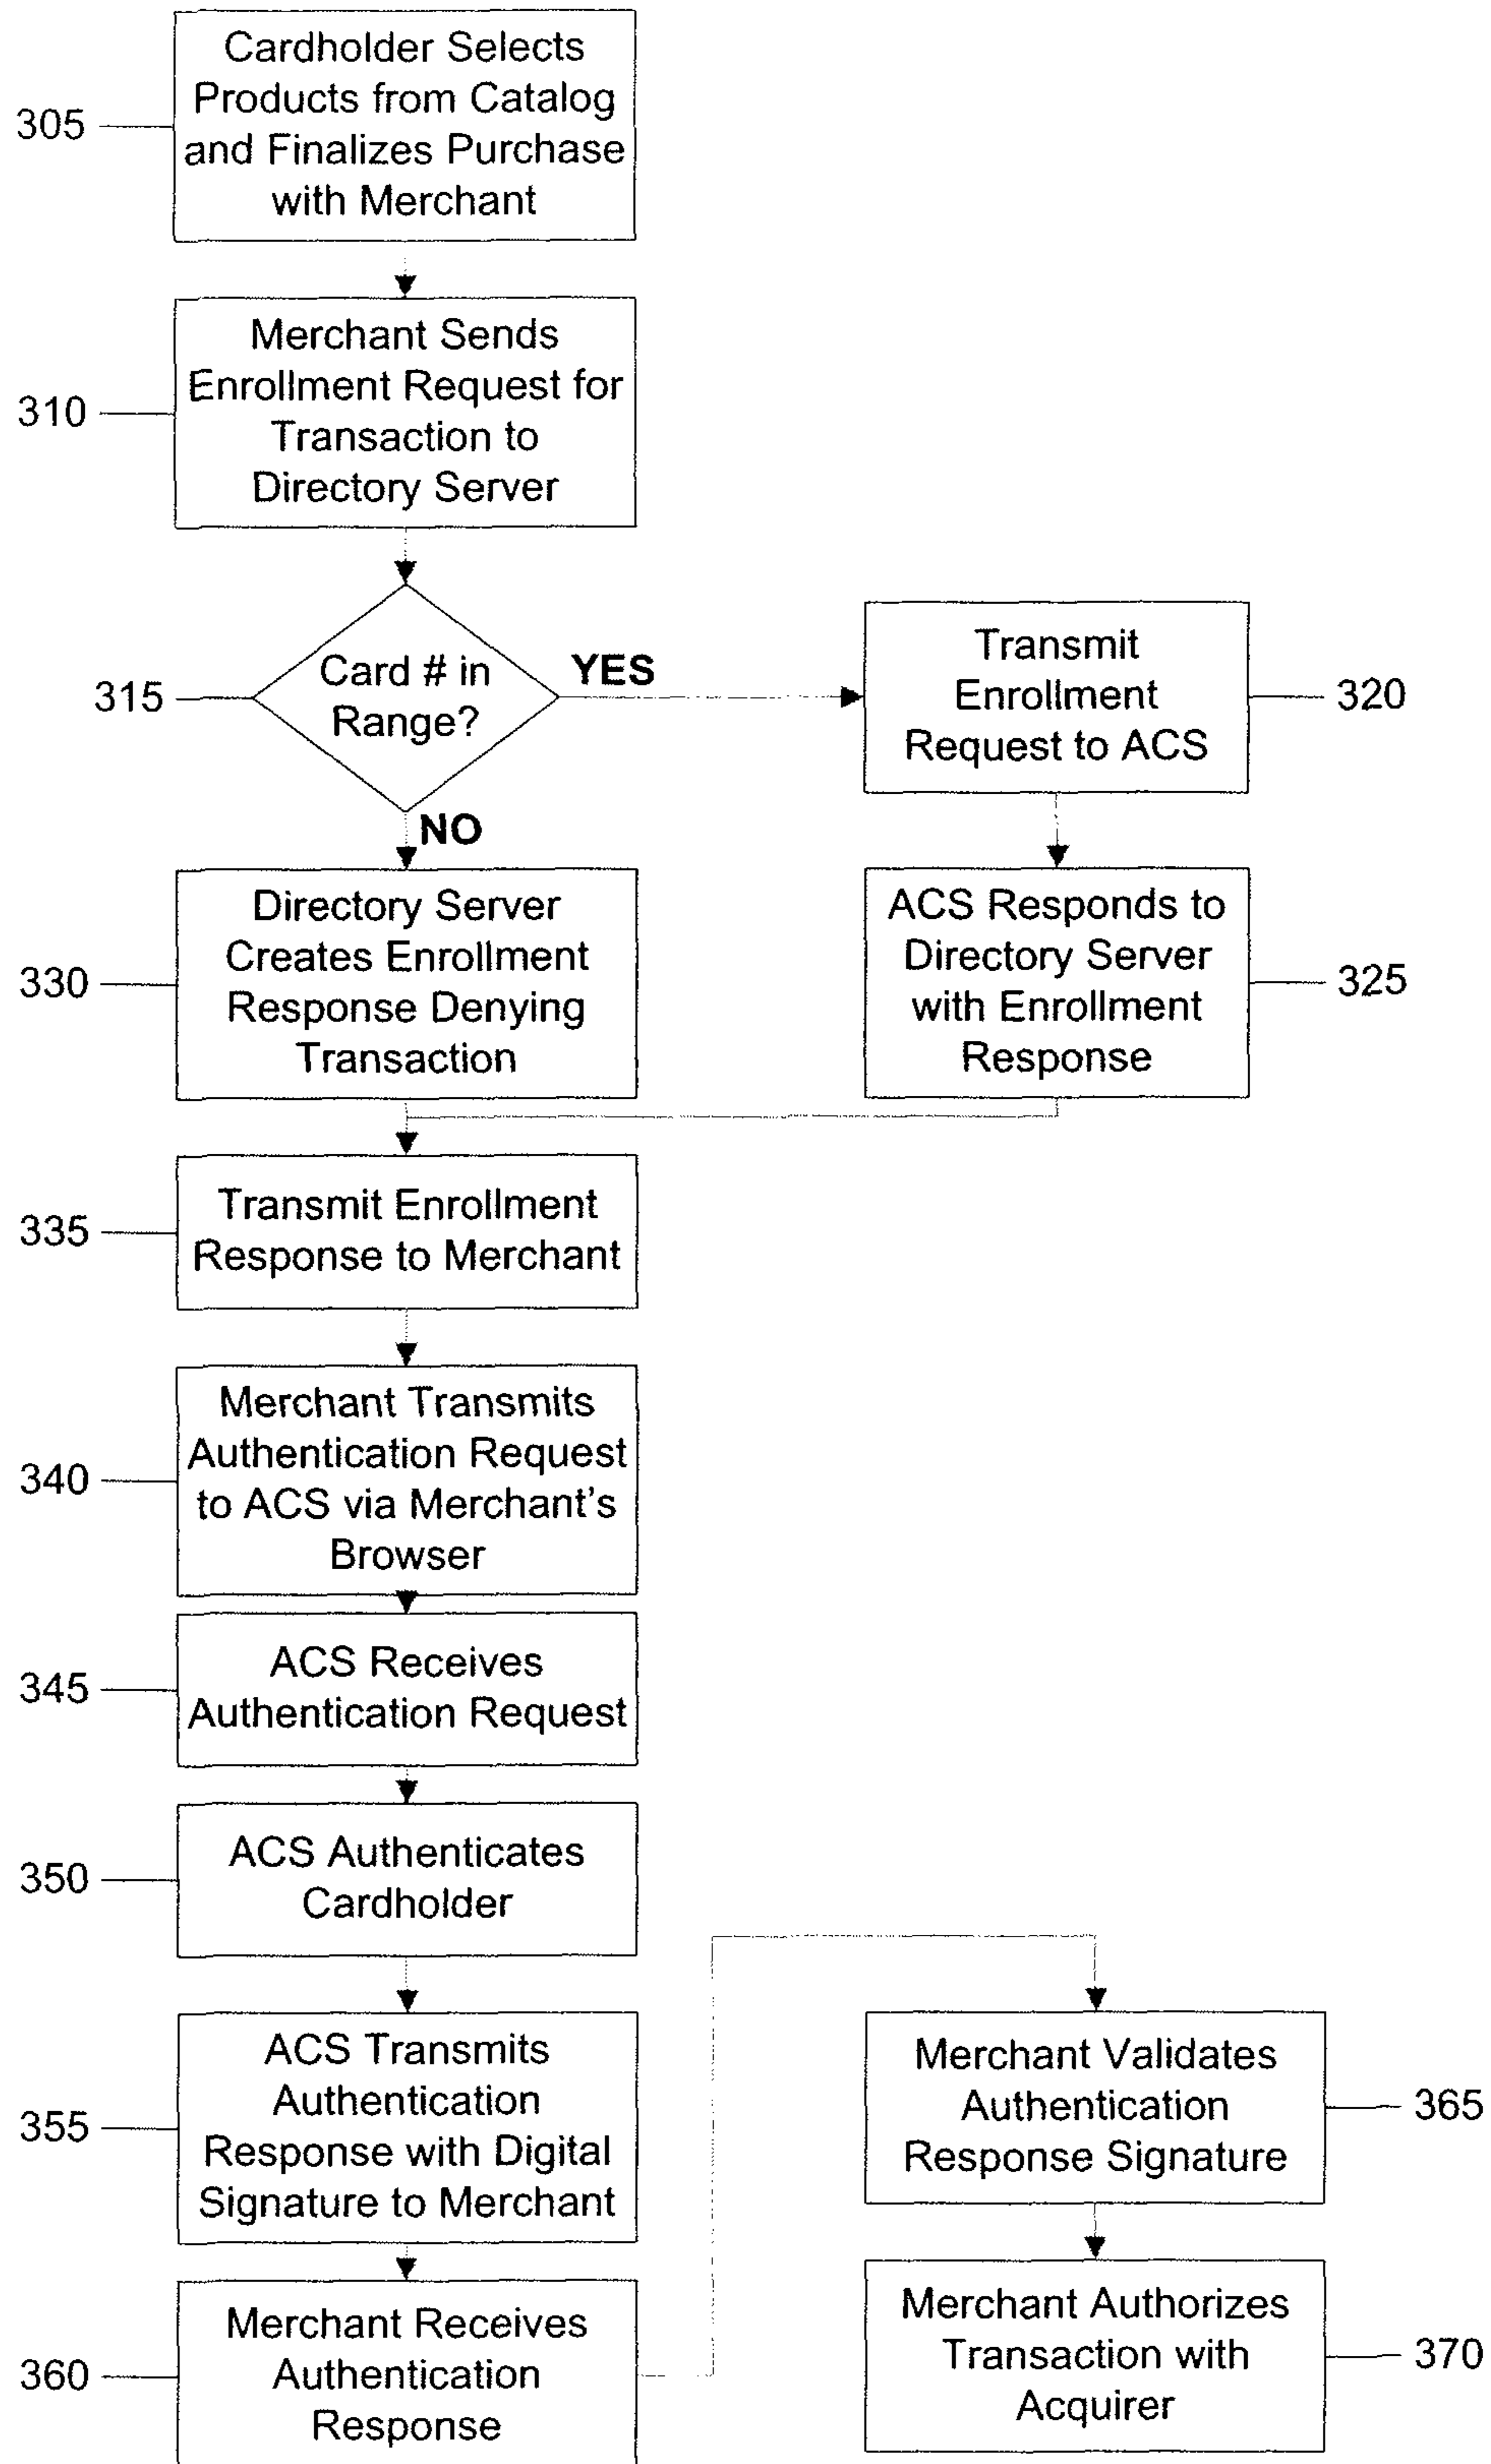 Cardholder Selects
Products from Catalog
and Finalizes Purchase
with Merchant
305
Merchant Sends
Enrollment Request for
Transaction to
Directory Server
310
Card # in
Range?
315
YES
NO
Transmit
Enrollment
Request to ACS
320
ACS Responds to
Directory Server
with Enrollment
Response
325
Directory Server
Creates Enrollment
Response Denying
Transaction
330
Transmit Enrollment
Response to Merchant
335
Merchant Transmits
Authentication Request
to ACS via Merchant's
Browser
340
ACS Receives
Authentication Request
345
ACS Authenticates
Cardholder
350
ACS Transmits
Authentication
Response with Digital
Signature to Merchant
355
Merchant Receives
Authentication
Response
360
Merchant Validates
Authentication
Response Signature
365
Merchant Authorizes
Transaction with
Acquirer
370